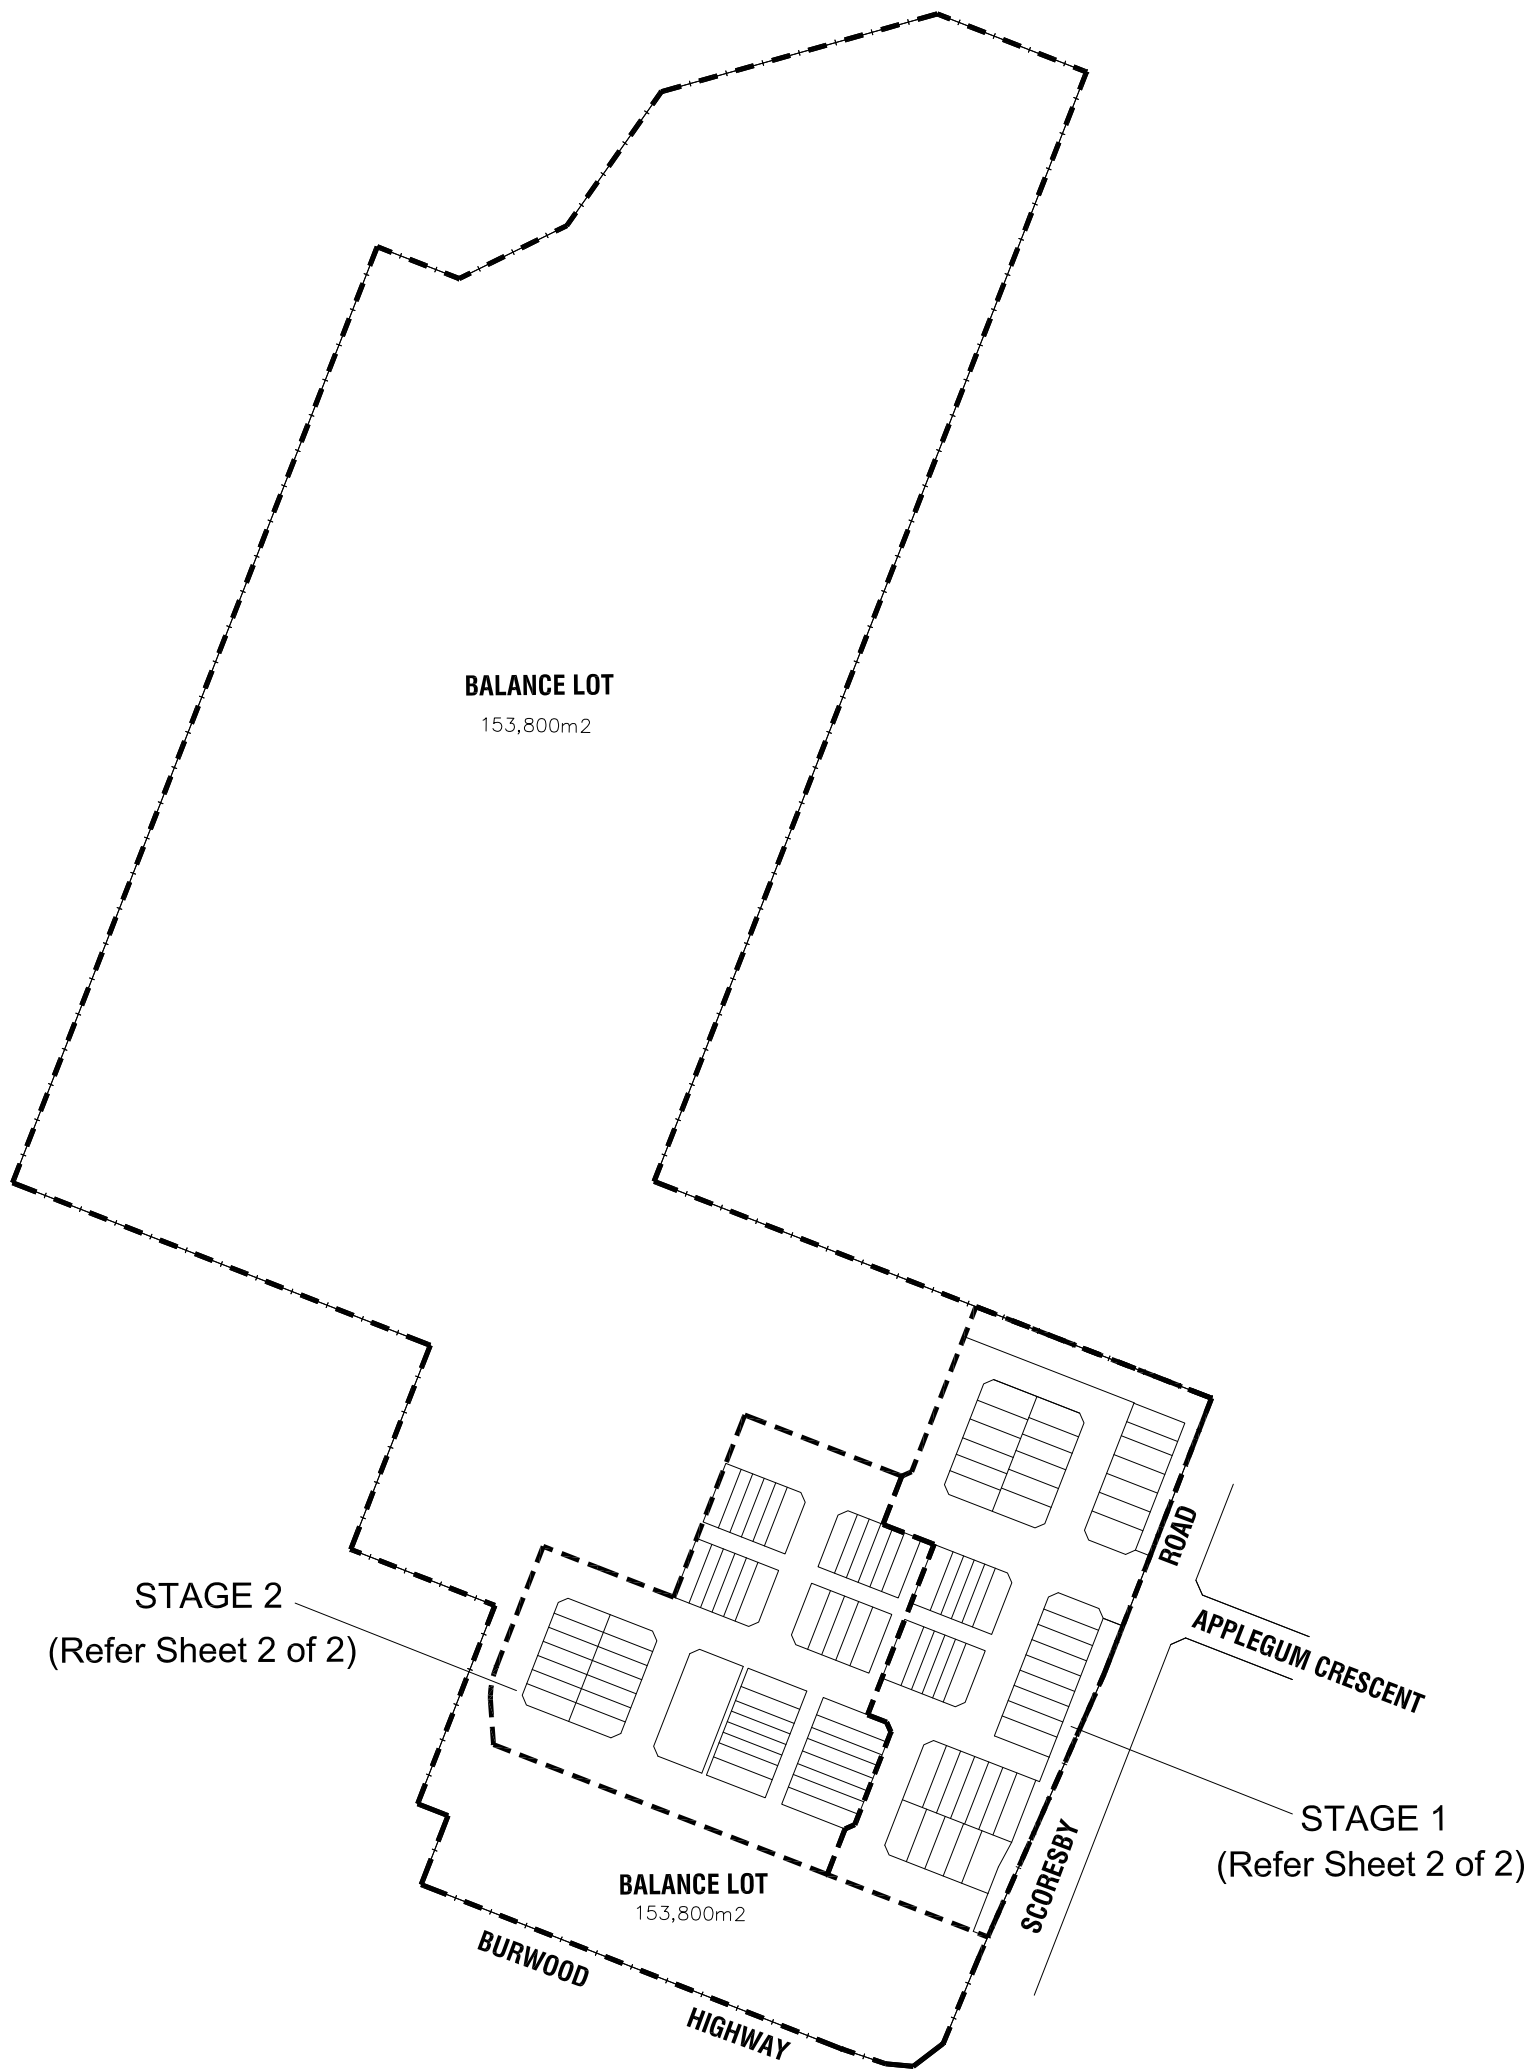 BALANCE LOT
153,800m2
STAGE 2
(Refer Sheet 2 of 2)
ROAD
APPLEGUM CRESCENT
STAGE 1
(Refer Sheet 2 of 2)
SCORESBY
BALANCE LOT
153,800m2
BURWOOD
HIGHWAY